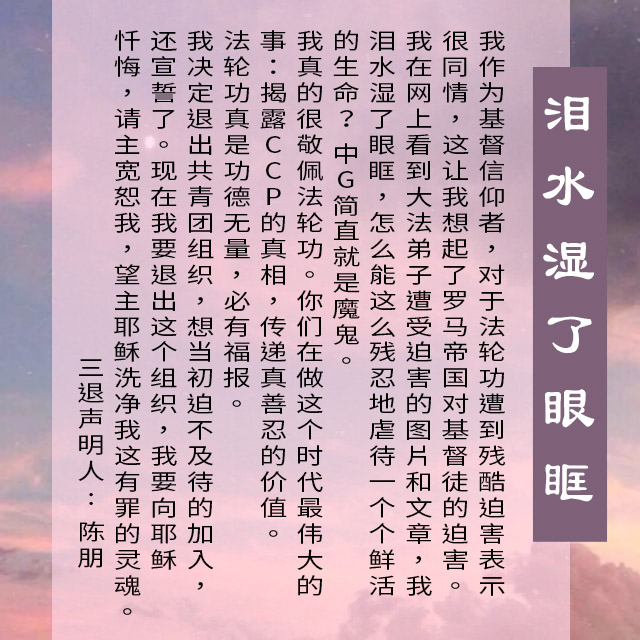 泪水湿了眼眶
我作为基督信仰者，对于法轮功遭到残酷迫害表示
很同情，这让我想起了罗马帝国对基督徒的迫害。
我在网上看到大法弟子遭受迫害的图片和文章，我
泪水湿了眼眶，怎么能这么残忍地虐待一个个鲜活
的生命？中G简直就是魔鬼。
我真的很敬佩法轮功。你们在做这个时代最伟大的
事：揭露CCP的真相，传递真善忍的价值。
法轮功真是功德无量，必有福报。
我决定退出共青团组织，想当初迫不及待的加入，
还宣誓了。现在我要退出这个组织，我要向耶稣
忏悔，请主宽恕我，望主耶稣洗净我这有罪的灵魂。
三退声明人：陈朋